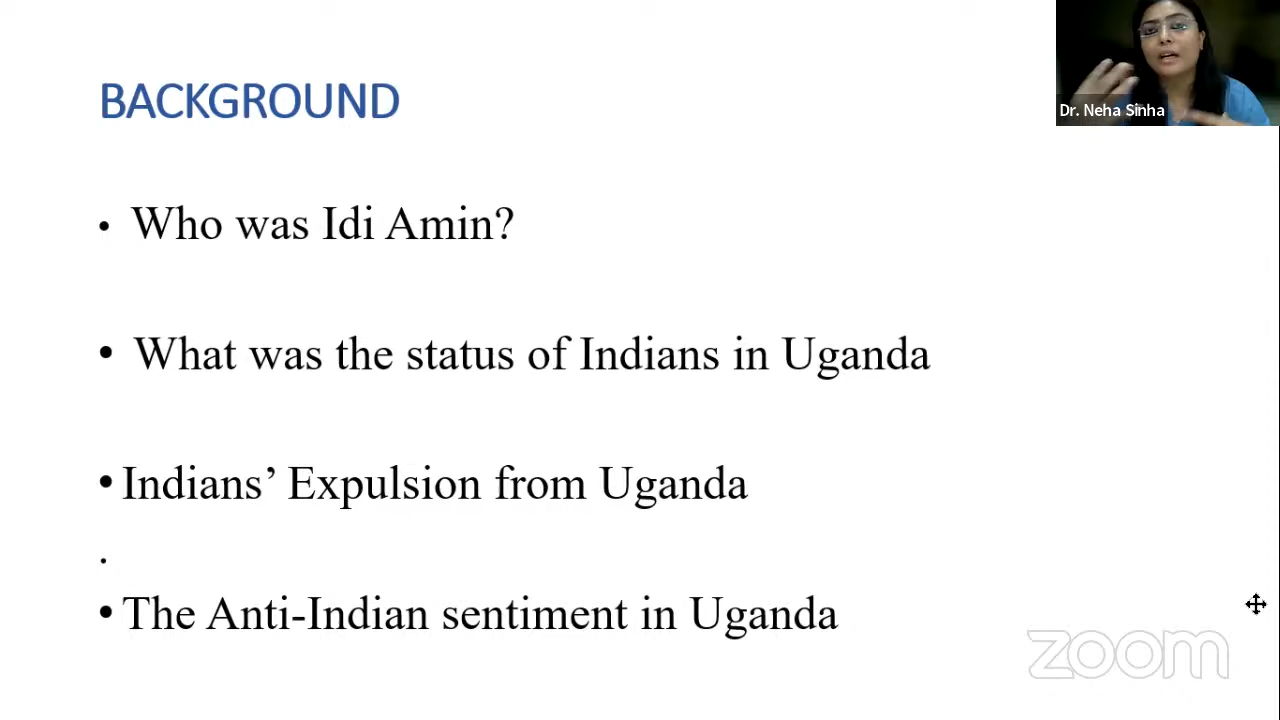 BACKGROUND
Dr. Neha Sinha
• Who was Idi Amin?
• What was the status of Indians in Uganda
• Indians’ Expulsion from Uganda
.
• The Anti-Indian sentiment in Uganda
zoom